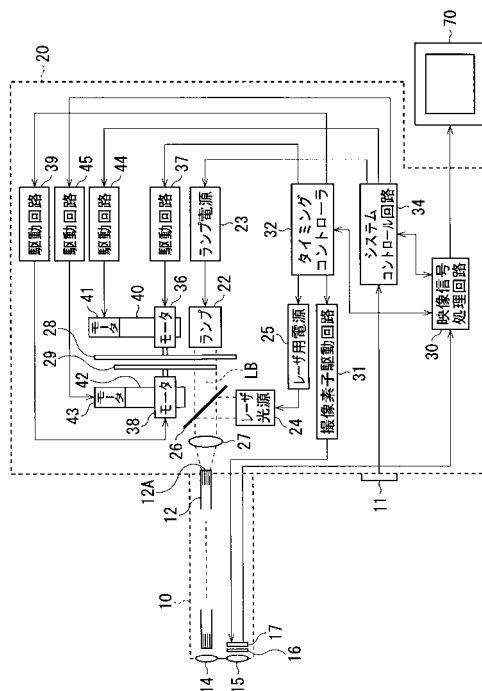 20
70
39
駆動回路
45
駆動回路
44
駆動回路
37
駆動回路
23
ランプ電源
32
タイミング
コントローラ
34
システム
コントロール回路
映像信号
処理回路
30
41
モータ
40
36
モータ
22
ランプ
25
レーザ用電源
31
撮像素子駆動回路
28
29
43
モータ
42
38
モータ
LB
26
27
24
レーザ
光源
12A
12
11
10
17
16
14
15